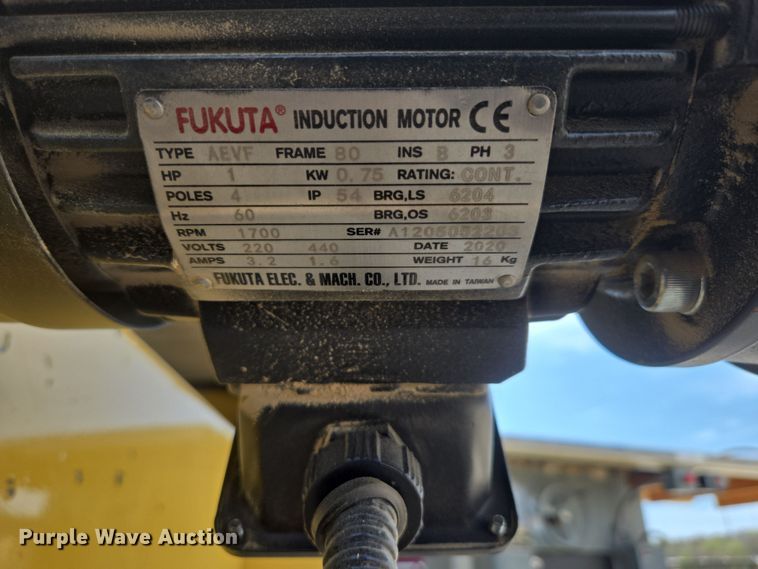 FUKUTA® INDUCTION MOTOR CE
TYPE AEVF FRAME 80 INS B PH 3
HP 1 KW 0.75 RATING: CONT.
POLES 4 IP 54 BRG,LS 6204
Hz 60 BRG,OS 6203
RPM 1700 SER# A1205052203
VOLTS 220 440 DATE 2020
AMPS 3.2 1.6 WEIGHT 16 Kg
FUKUTA ELEC. & MACH. CO., LTD. MADE IN TAIWAN
Purple Wave Auction